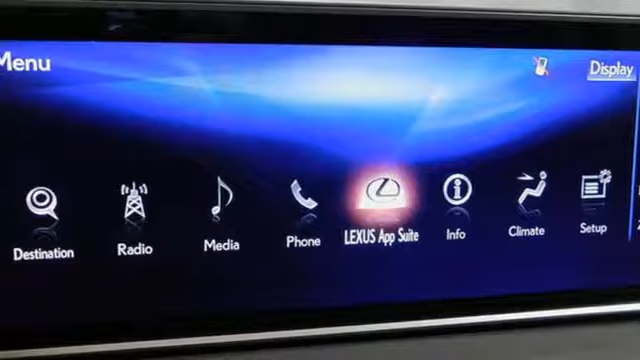 Menu
Display
Destination
Radio
Media
Phone
LEXUS App Suite
Info
Climate
Setup